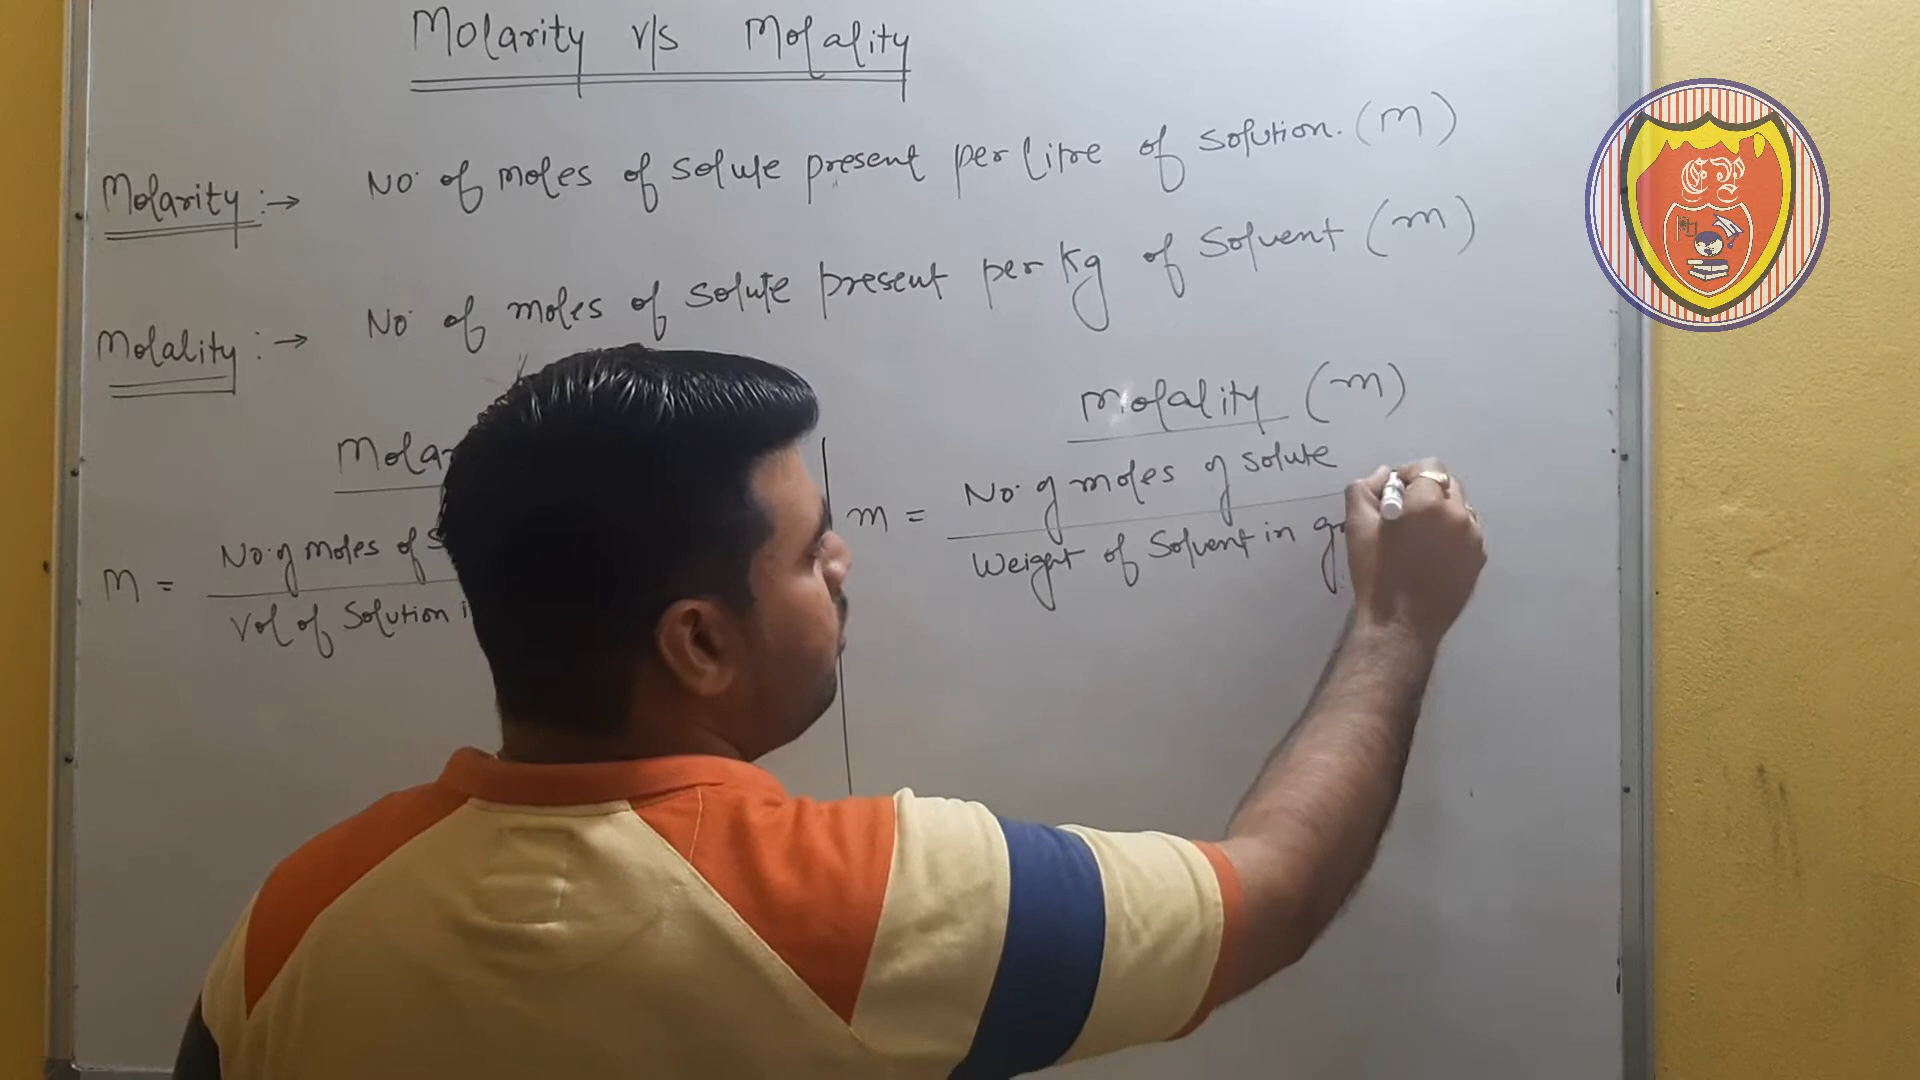 Molarity v/s Molality
Molarity :→ No. of moles of solute present per litre of solution. (M)
Molality :→ No. of moles of solute present per kg of solvent (m)
Molality (m)
M = No. of moles of
Vol of Solution
m = No. of moles of solute
Weight of Solvent in
EP